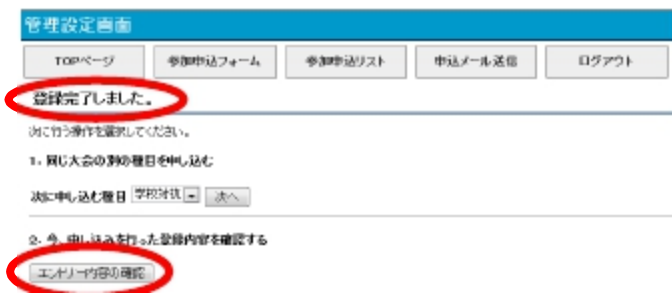 管理設定画面
TOPページ 参加申込フォーム 参加申込リスト 申込メール送信 ログアウト
登録完了しました。
次に行う操作を選択してください。
1. 同じ大会の別の種目を申し込む
次に申し込む種目 学校対抗 次へ
2. 今、申し込みを行った登録内容を確認する
エントリー内容の確認